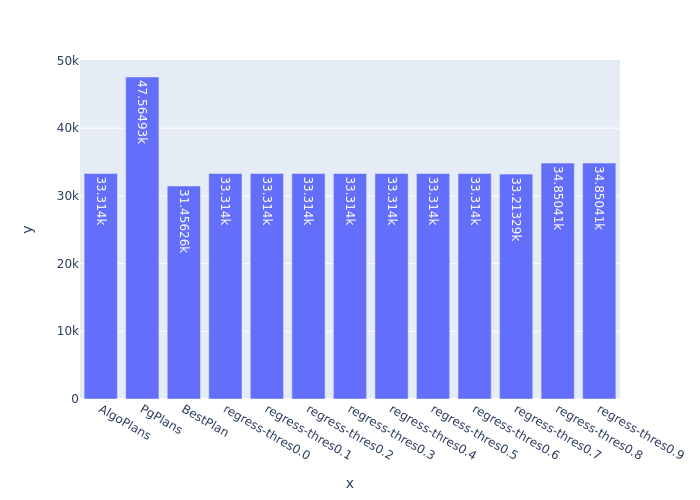 50k
40k
30k
20k
10k
0
y
33.314k
47.56493k
31.45626k
33.314k
33.314k
33.314k
33.314k
33.314k
33.314k
33.314k
33.21329k
34.85041k
34.85041k
AlgoPlans
PgPlans
BestPlan
regress-thres0.0
regress-thres0.1
regress-thres0.2
regress-thres0.3
regress-thres0.4
regress-thres0.5
regress-thres0.6
regress-thres0.7
regress-thres0.8
regress-thres0.9
x